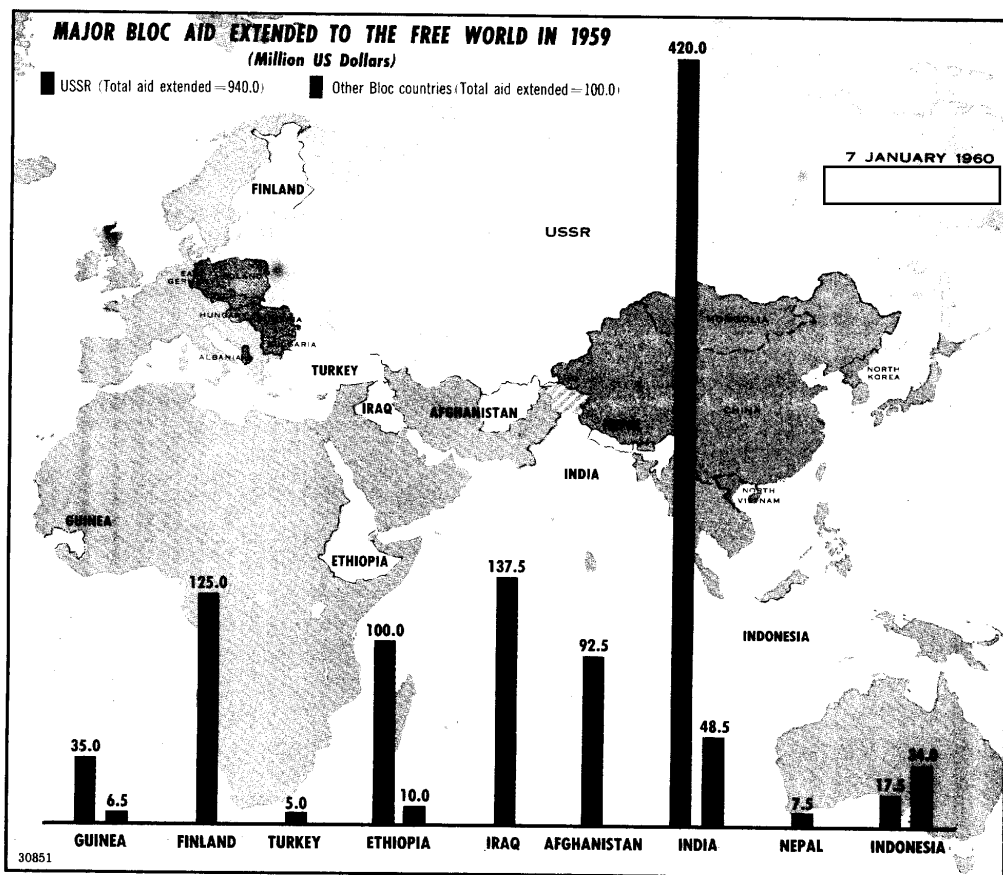 MAJOR BLOC AID EXTENDED TO THE FREE WORLD IN 1959
(Million US Dollars)
USSR (Total aid extended=940.0)
Other Bloc countries (Total aid extended=100.0)
420.0
7 JANUARY 1960
FINLAND
USSR
HUNGARY
ALBANIA
MONGOLIA
NORTH
KOREA
TURKEY
IRAQ
AFGHANISTAN
CHINA
INDIA
NORTH
VIETNAM
GUINEA
ETHIOPIA
INDONESIA
35.0
6.5
125.0
5.0
100.0
10.0
137.5
92.5
48.5
7.5
17.5
34.0
GUINEA
FINLAND
TURKEY
ETHIOPIA
IRAQ
AFGHANISTAN
INDIA
NEPAL
INDONESIA
30851